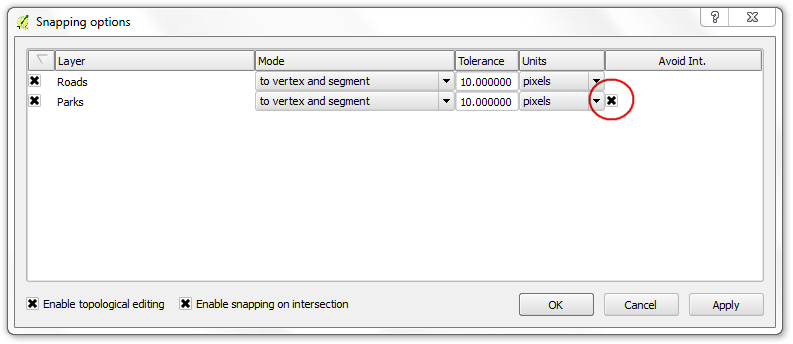 Snapping options
Layer Mode Tolerance Units Avoid Int.
Roads to vertex and segment 10.000000 pixels
Parks to vertex and segment 10.000000 pixels
Enable topological editing Enable snapping on intersection OK Cancel Apply